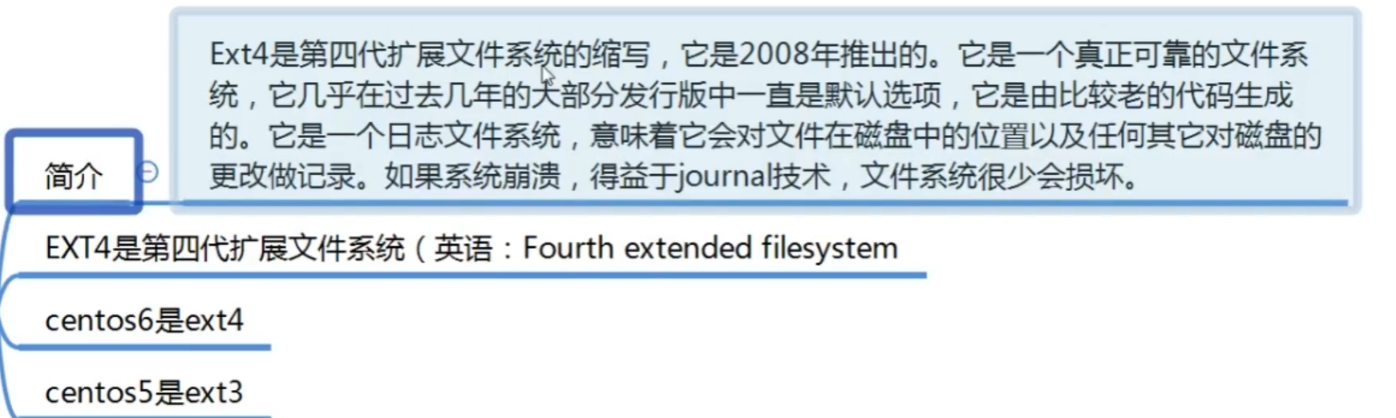 Ext4是第四代扩展文件系统的缩写，它是2008年推出的。它是一个真正可靠的文件系
统，它几乎在过去几年的大部分发行版中一直是默认选项，它是由比较老的代码生成
的。它是一个日志文件系统，意味着它会对文件在磁盘中的位置以及任何其它对磁盘的
更改做记录。如果系统崩溃，得益于journal技术，文件系统很少会损坏。
简介
EXT4是第四代扩展文件系统（英语：Fourth extended filesystem
centos6是ext4
centos5是ext3